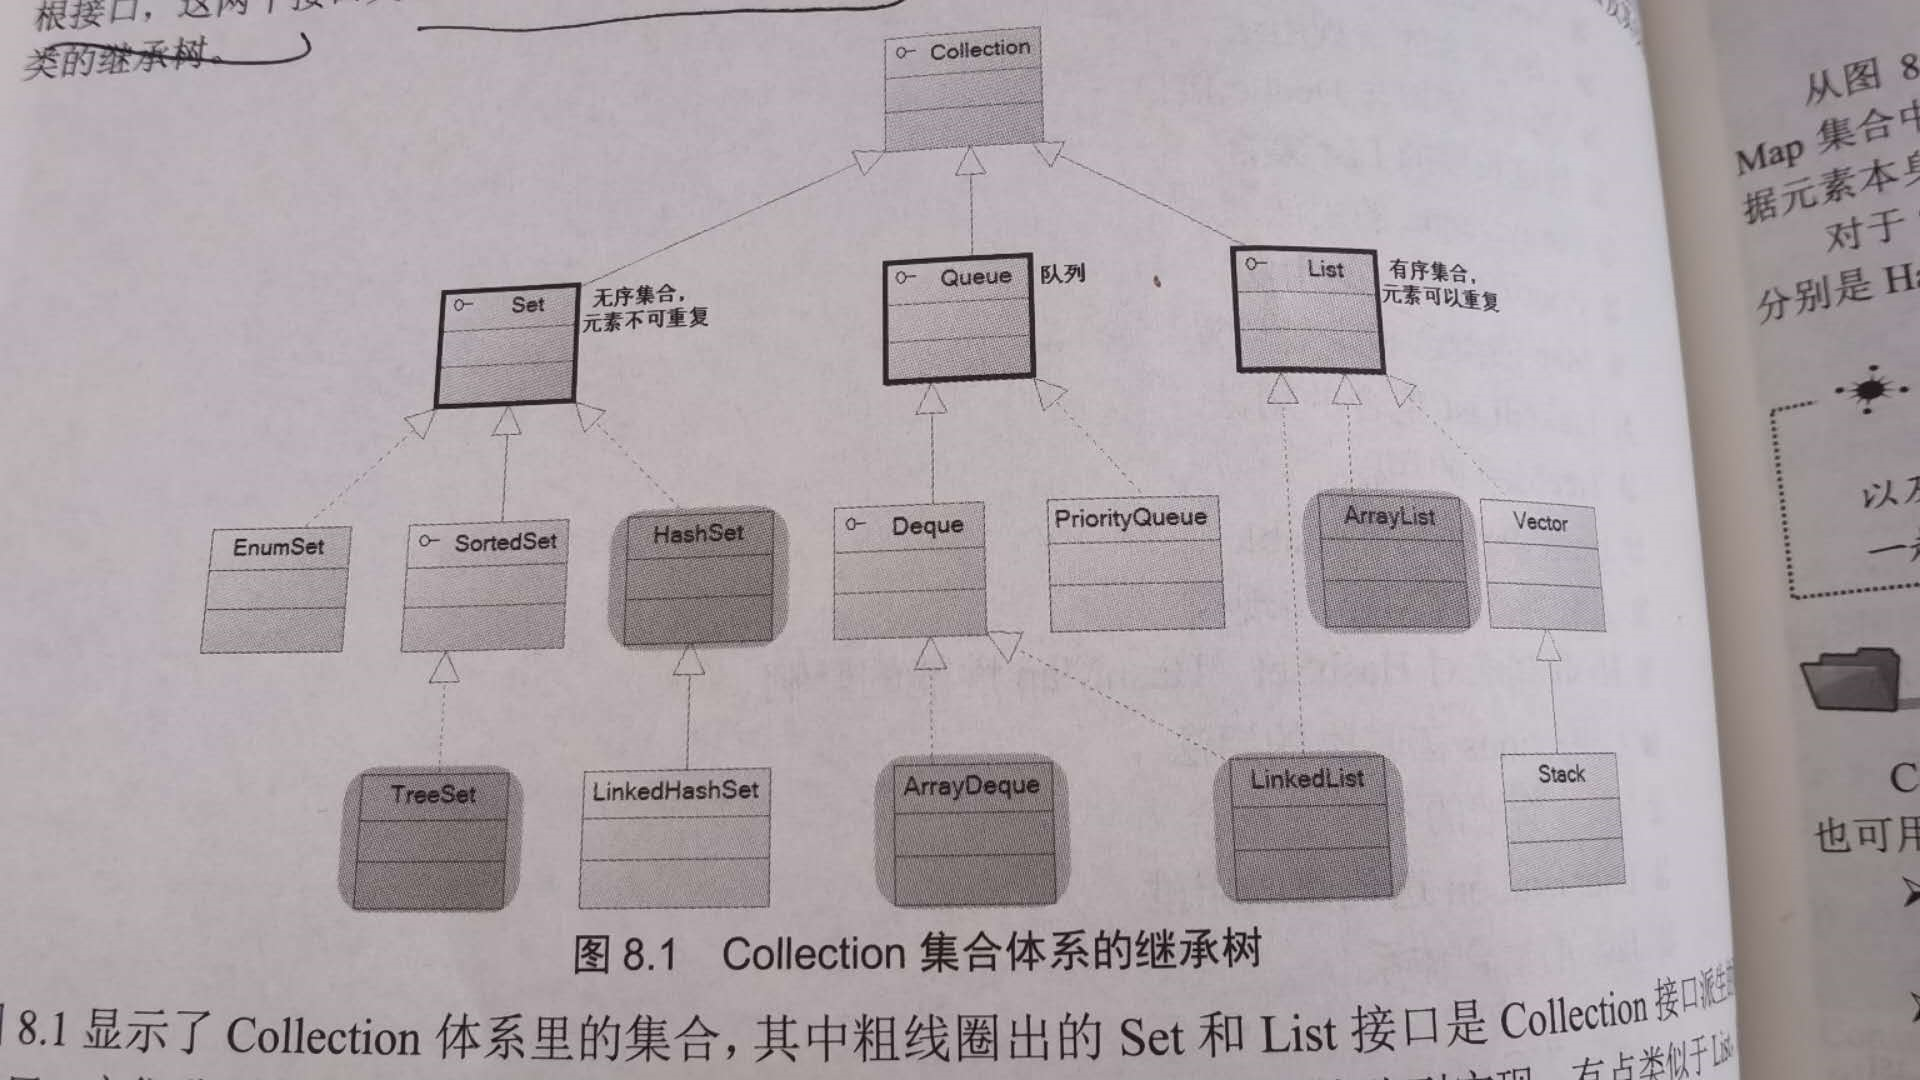 根接口，这两个接口
类的继承树。
Collection
Set
无序集合，
元素不可重复
Queue
队列
List
有序集合，
元素可以重复
EnumSet
SortedSet
HashSet
Deque
PriorityQueue
ArrayList
Vector
TreeSet
LinkedHashSet
ArrayDeque
LinkedList
Stack
图 8.1 Collection 集合体系的继承树
8.1 显示了 Collection 体系里的集合，其中粗线圈出的 Set 和 List 接口是 Collection 接口派生
有点类似于 List
从图 8
Map 集合中
据元素本身
对于
分别是 Ha
以及
一
C
也可用